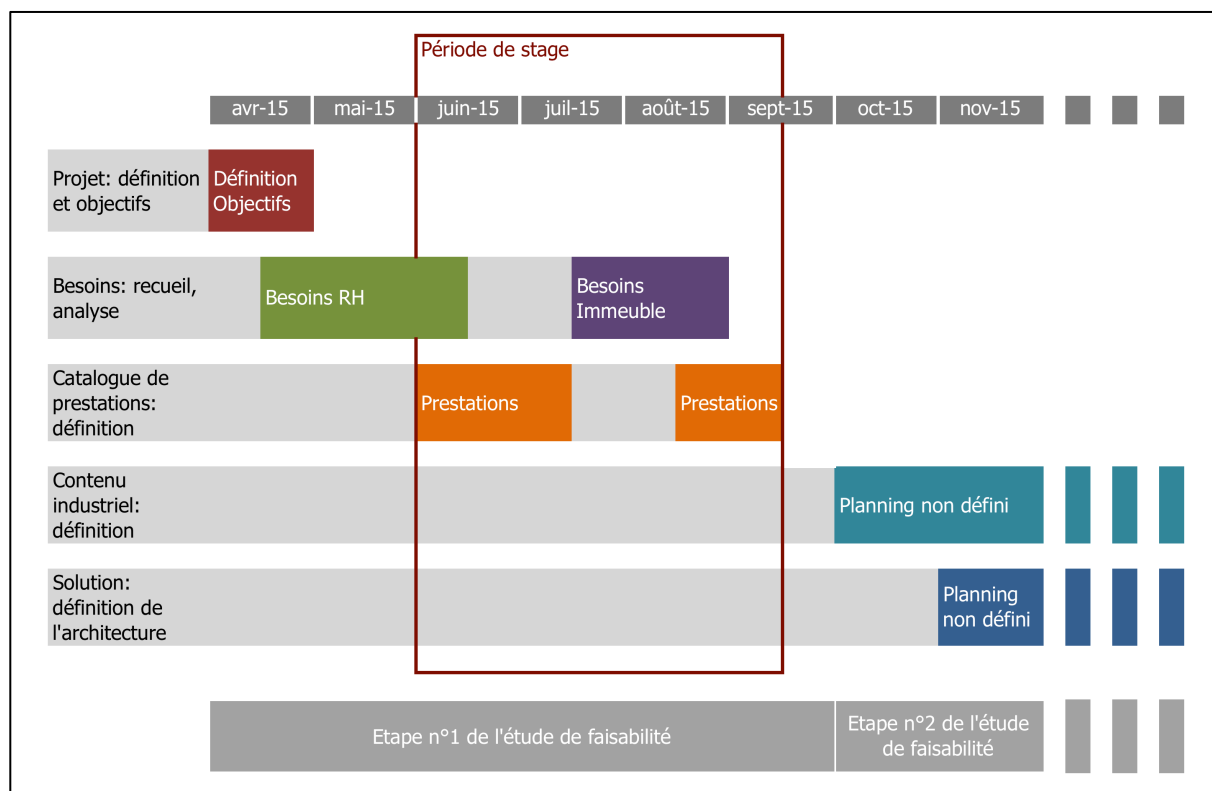 Période de stage
avr-15 mai-15 juin-15 juil-15 août-15 sept-15 oct-15 nov-15
Projet: définition
et objectifs
Définition
Objectifs
Besoins: recueil,
analyse
Besoins RH
Besoins
Immeuble
Catalogue de
prestations:
définition
Prestations
Prestations
Contenu
industriel:
définition
Planning non défini
Solution:
définition de
l'architecture
Planning
non défini
Etape n°1 de l'étude de faisabilité
Etape n°2 de l'étude
de faisabilité